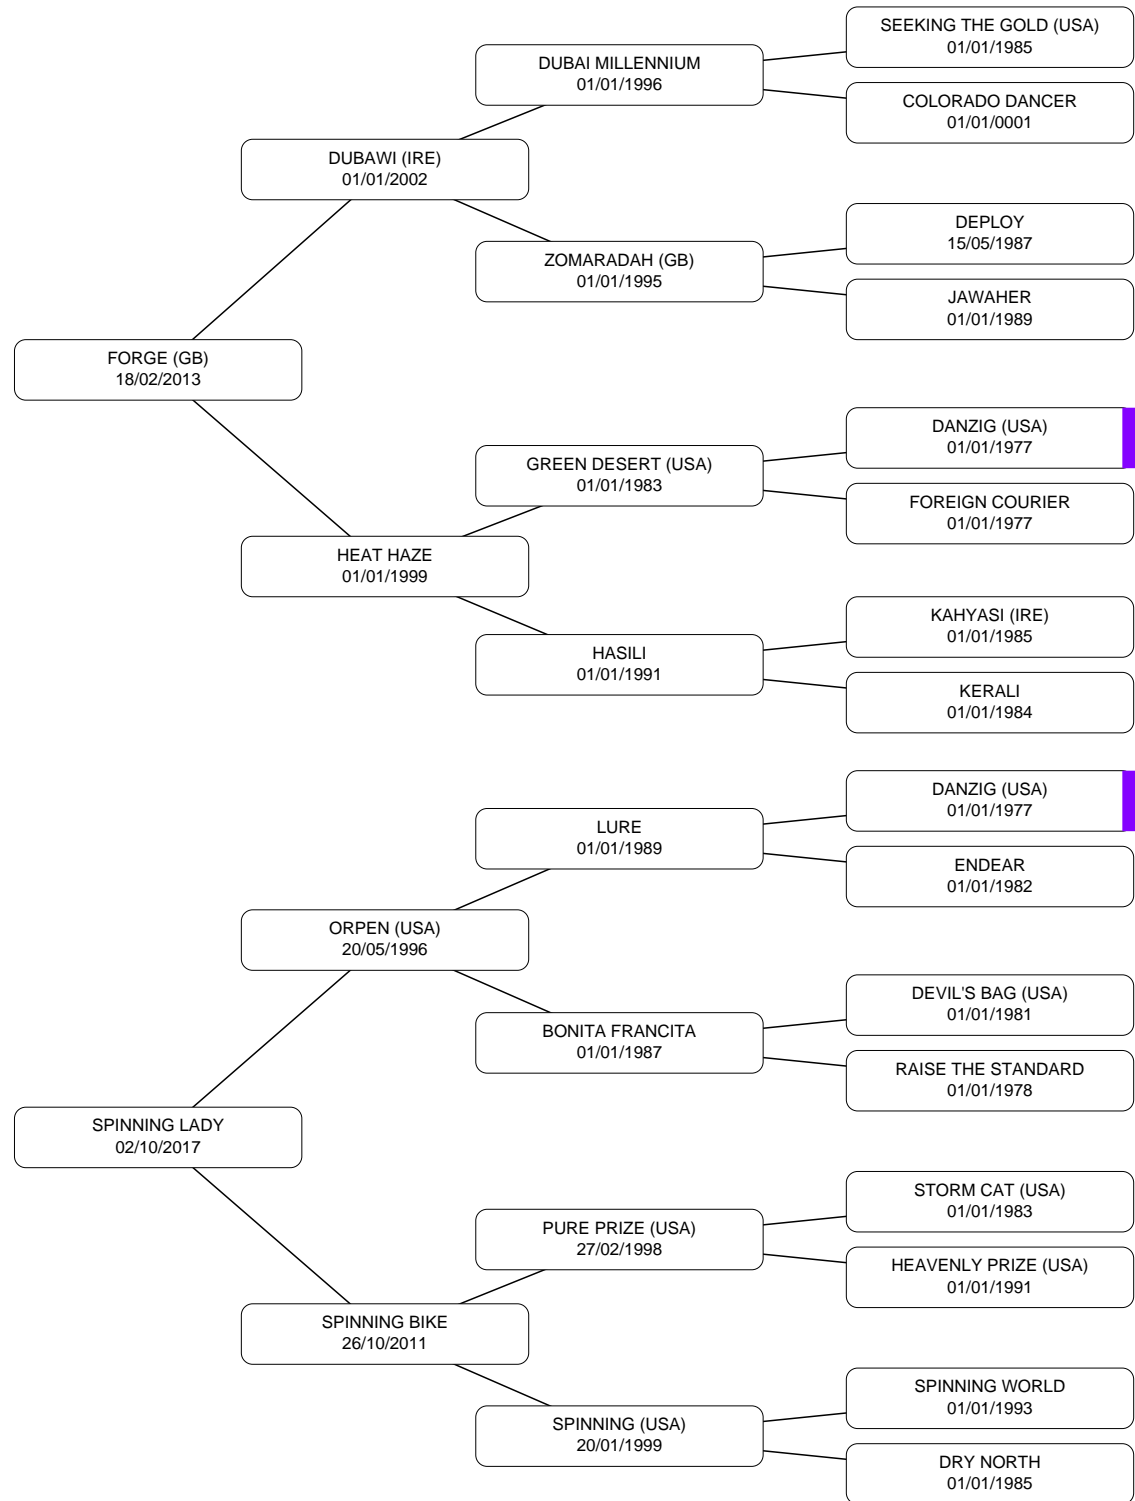 SEEKING THE GOLD (USA)
01/01/1985
DUBAI MILLENNIUM
01/01/1996
COLORADO DANCER
01/01/0001
DUBAWI (IRE)
01/01/2002
DEPLOY
15/05/1987
ZOMARADAH (GB)
01/01/1995
JAWAHER
01/01/1989
FORGE (GB)
18/02/2013
DANZIG (USA)
01/01/1977
GREEN DESERT (USA)
01/01/1983
FOREIGN COURIER
01/01/1977
HEAT HAZE
01/01/1999
KAHYASI (IRE)
01/01/1985
HASILI
01/01/1991
KERALI
01/01/1984
DANZIG (USA)
01/01/1977
LURE
01/01/1989
ENDEAR
01/01/1982
ORPEN (USA)
20/05/1996
DEVIL'S BAG (USA)
01/01/1981
BONITA FRANCITA
01/01/1987
RAISE THE STANDARD
01/01/1978
SPINNING LADY
02/10/2017
STORM CAT (USA)
01/01/1983
PURE PRIZE (USA)
27/02/1998
HEAVENLY PRIZE (USA)
01/01/1991
SPINNING BIKE
26/10/2011
SPINNING WORLD
01/01/1993
SPINNING (USA)
20/01/1999
DRY NORTH
01/01/1985